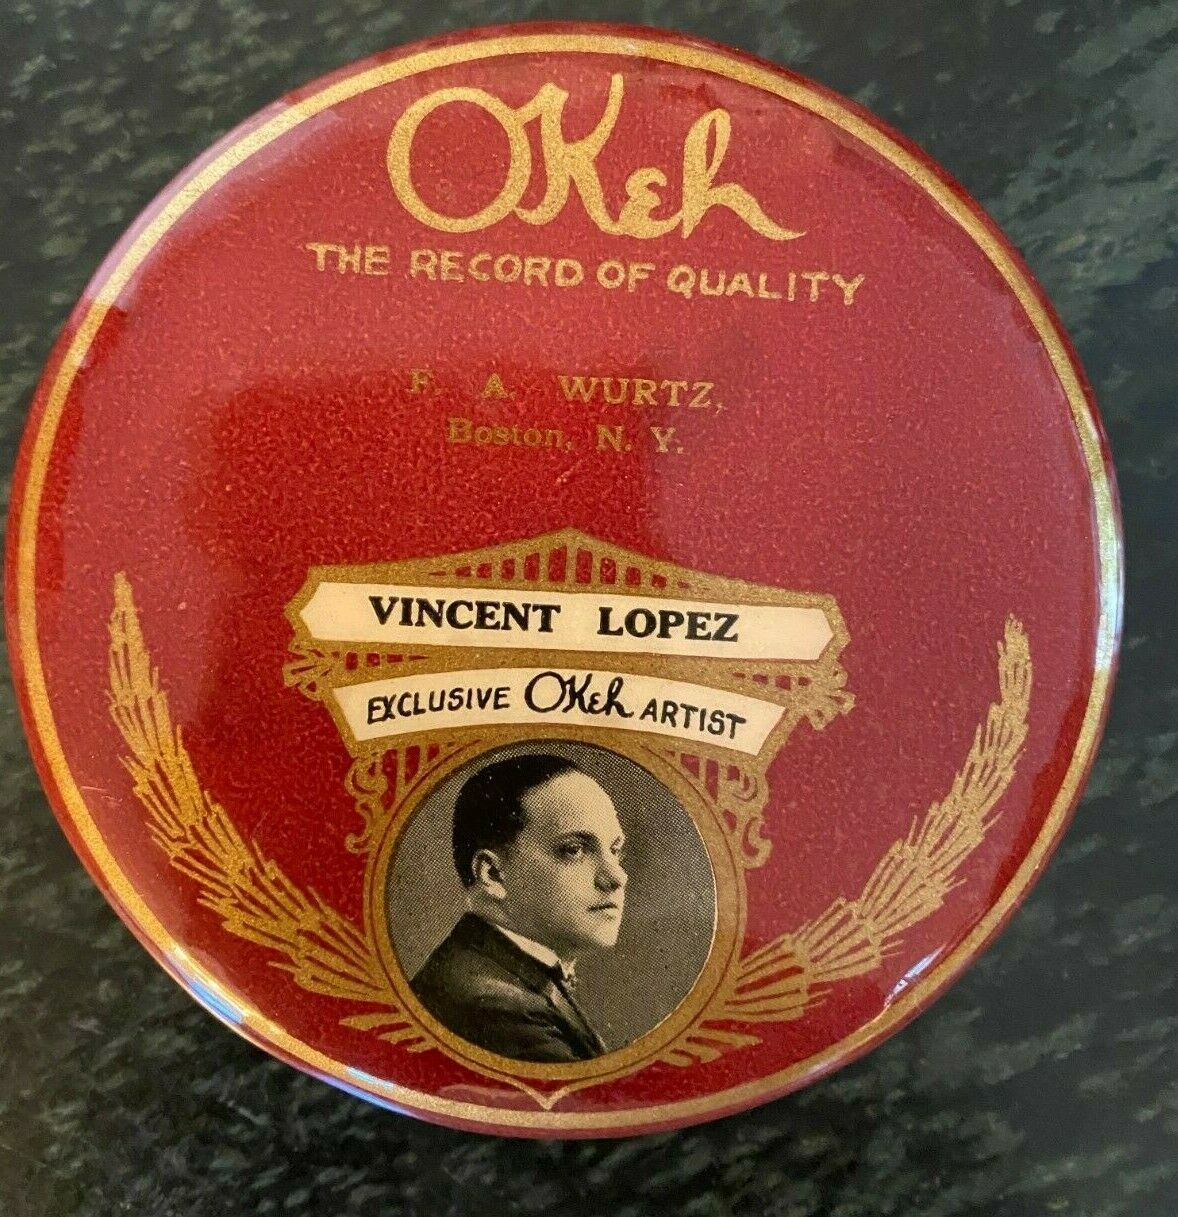 OKeh
THE RECORD OF QUALITY
F. A. WURTZ,
Boston, N. Y.
VINCENT LOPEZ
EXCLUSIVE OKeh ARTIST